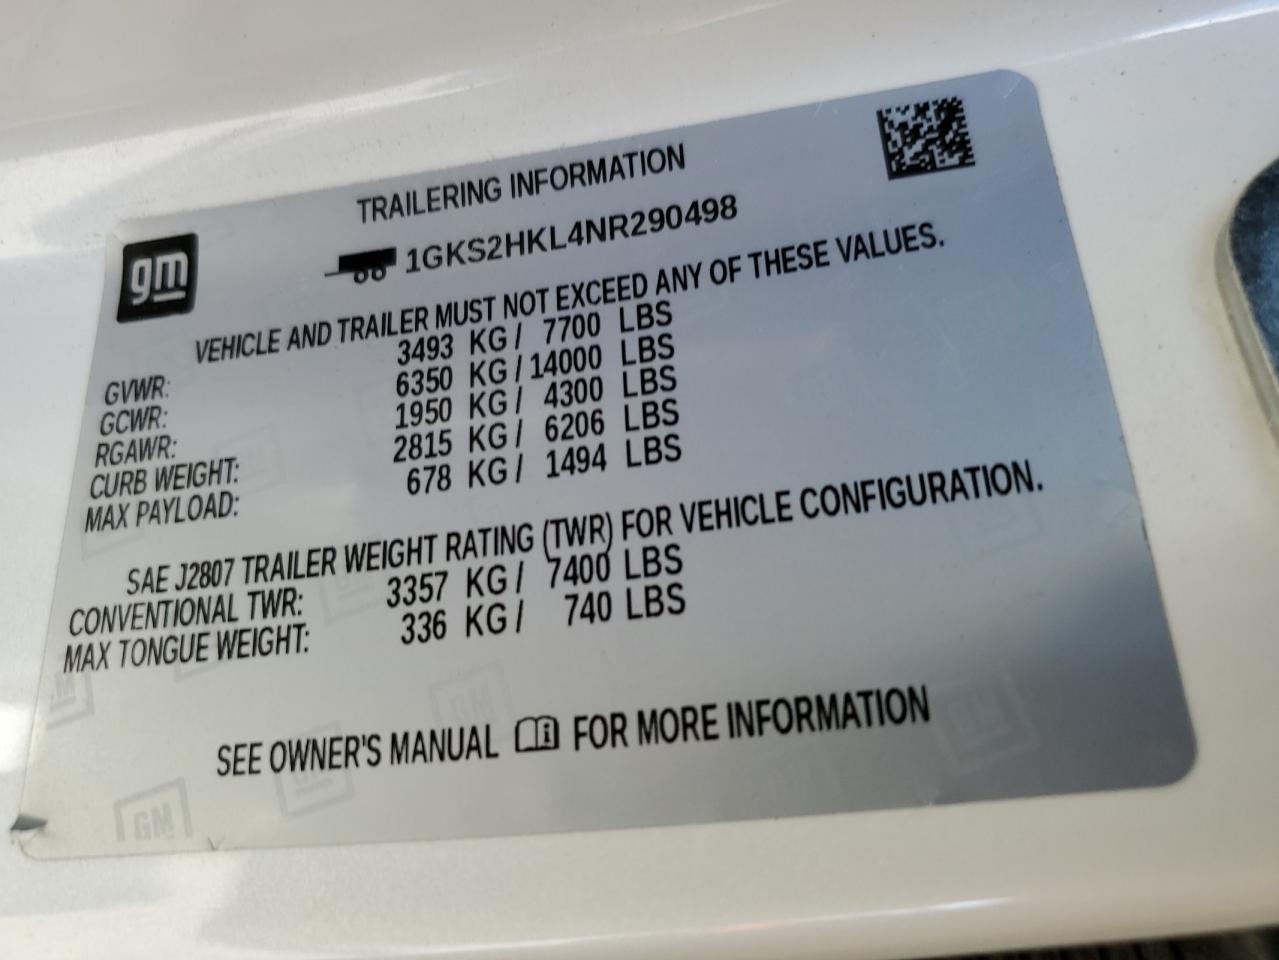 TRAILERING INFORMATION
gm
1GKS2HKL4NR290498
VEHICLE AND TRAILER MUST NOT EXCEED ANY OF THESE VALUES.
GVWR: 3493 KG / 7700 LBS
GCWR: 6350 KG / 14000 LBS
RGAWR: 1950 KG / 4300 LBS
CURB WEIGHT: 2815 KG / 6206 LBS
MAX PAYLOAD: 678 KG / 1494 LBS
SAE J2807 TRAILER WEIGHT RATING (TWR) FOR VEHICLE CONFIGURATION.
CONVENTIONAL TWR: 3357 KG / 7400 LBS
MAX TONGUE WEIGHT: 336 KG / 740 LBS
SEE OWNER'S MANUAL FOR MORE INFORMATION
GM
GM